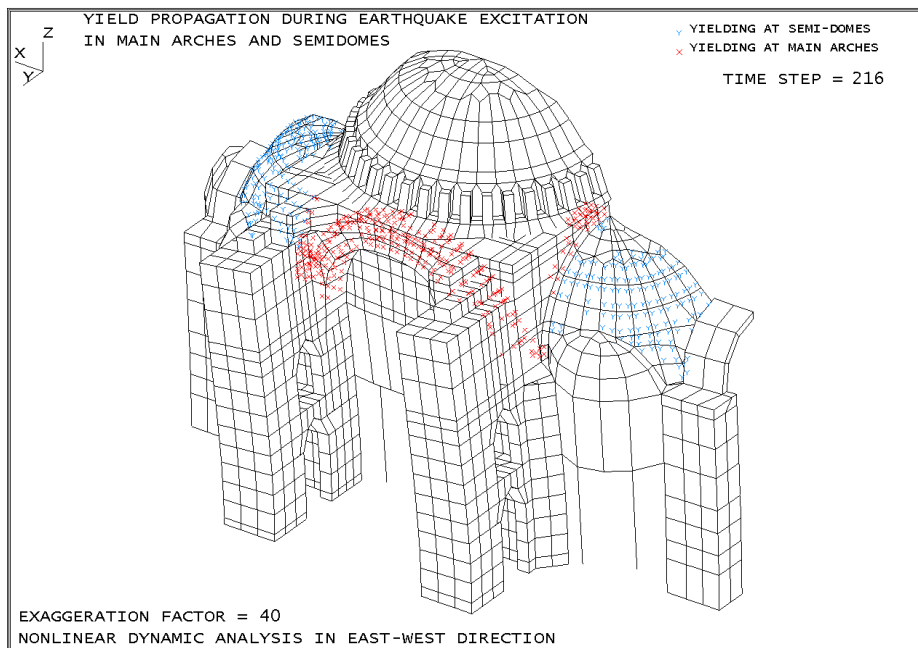 YIELD PROPAGATION DURING EARTHQUAKE EXCITATION
IN MAIN ARCHES AND SEMIDOMES
Z
X
Y
Y YIELDING AT SEMI-DOMES
× YIELDING AT MAIN ARCHES
TIME STEP = 216
EXAGGERATION FACTOR = 40
NONLINEAR DYNAMIC ANALYSIS IN EAST-WEST DIRECTION